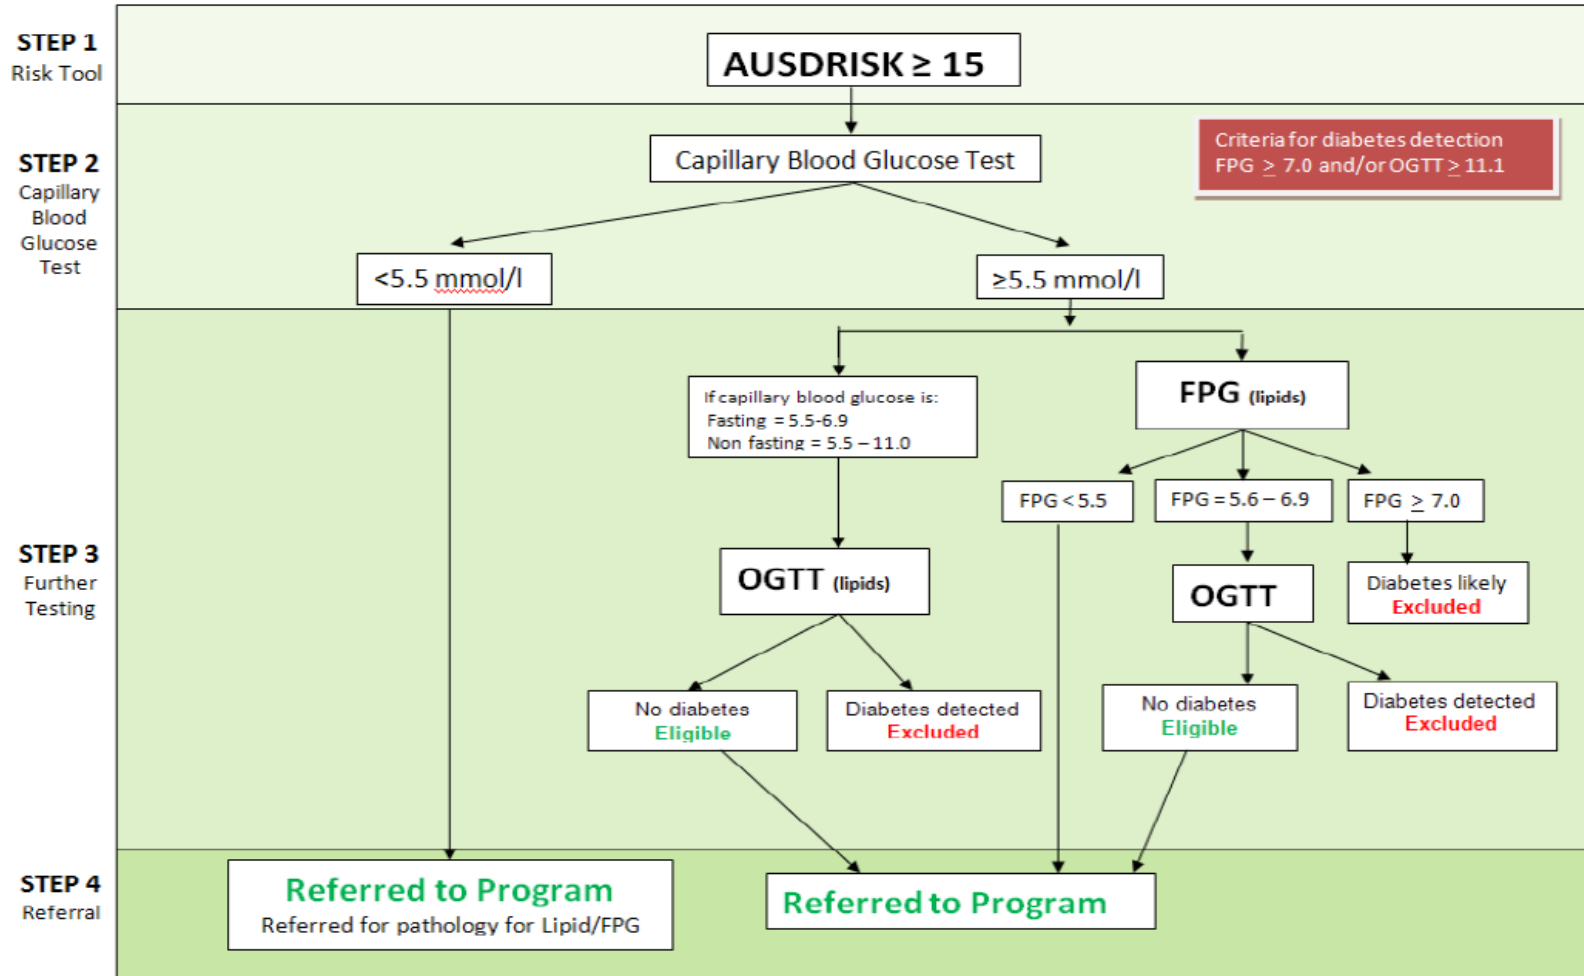 STEP 1
Risk Tool
AUSDRISK ≥ 15
STEP 2
Capillary
Blood
Glucose
Test
Capillary Blood Glucose Test
Criteria for diabetes detection
FPG ≥ 7.0 and/or OGTT ≥ 11.1
<5.5 mmol/l
≥5.5 mmol/l
STEP 3
Further
Testing
If capillary blood glucose is:
Fasting = 5.5-6.9
Non fasting = 5.5 – 11.0
FPG (lipids)
FPG < 5.5
FPG = 5.6 – 6.9
FPG ≥ 7.0
OGTT (lipids)
OGTT
Diabetes likely
Excluded
No diabetes
Eligible
Diabetes detected
Excluded
No diabetes
Eligible
Diabetes detected
Excluded
STEP 4
Referral
Referred to Program
Referred for pathology for Lipid/FPG
Referred to Program